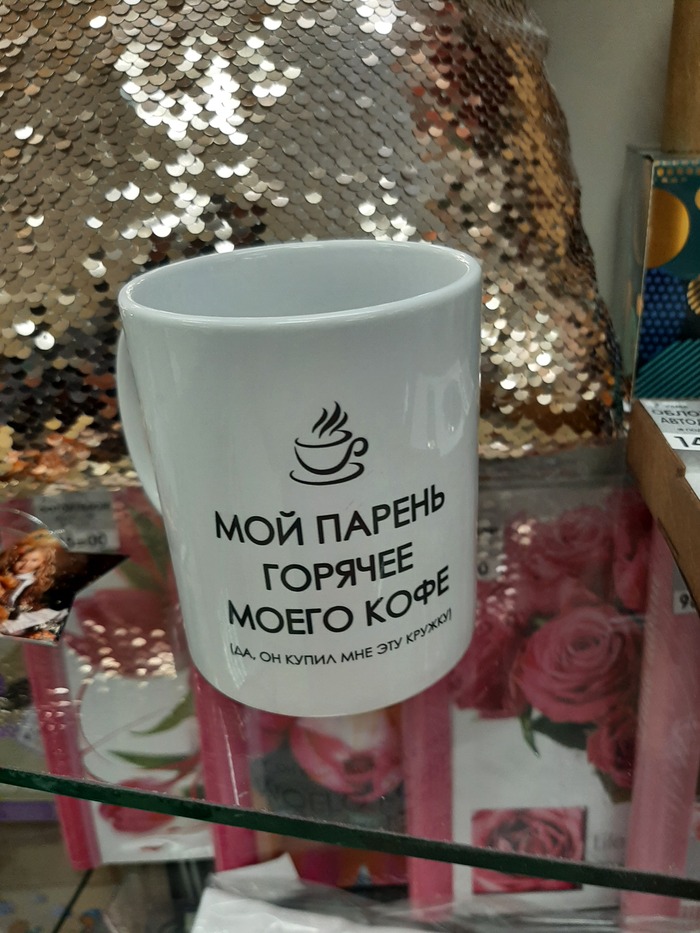 МОЙ ПАРЕНЬ
ГОРЯЧЕЕ
МОЕГО КОФЕ
(ДА, ОН КУПИЛ МНЕ ЭТУ КРУЖКУ)